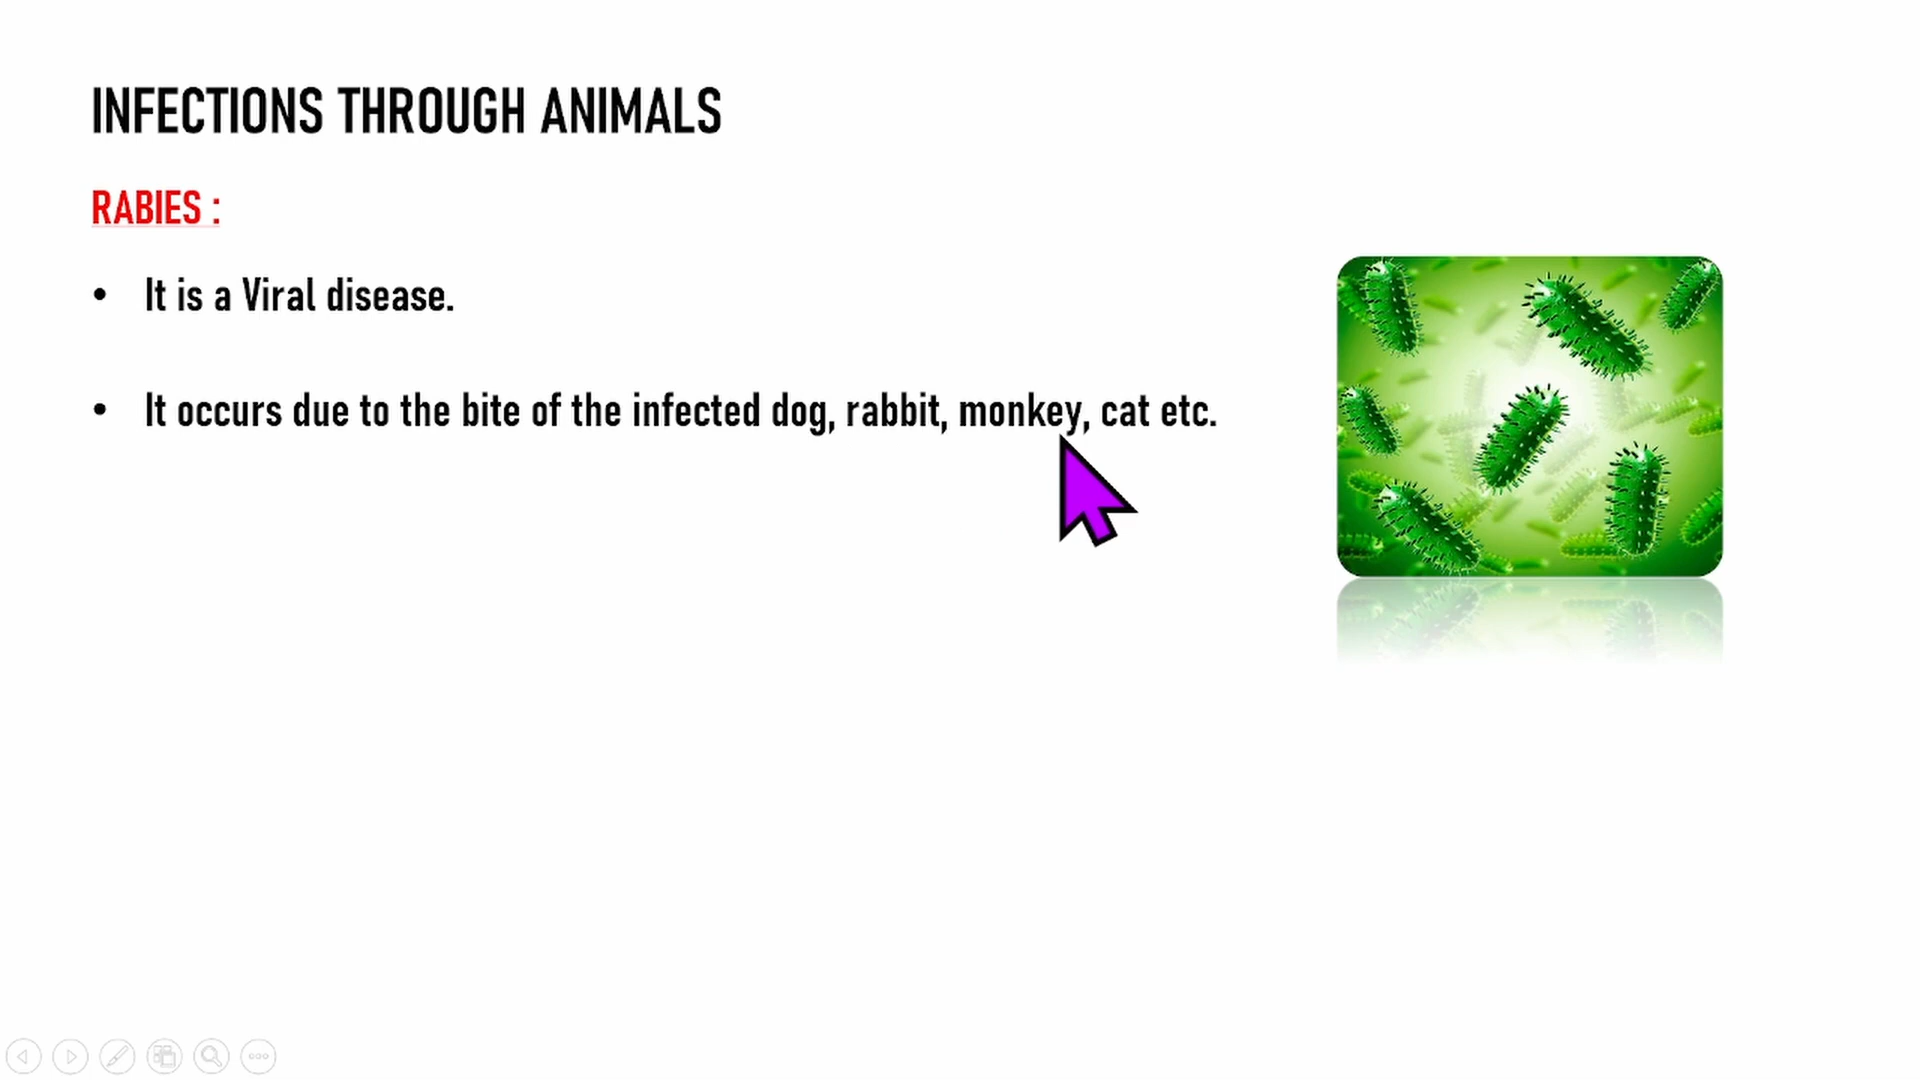 INFECTIONS THROUGH ANIMALS
RABIES :
• It is a Viral disease.
• It occurs due to the bite of the infected dog, rabbit, monkey, cat etc.